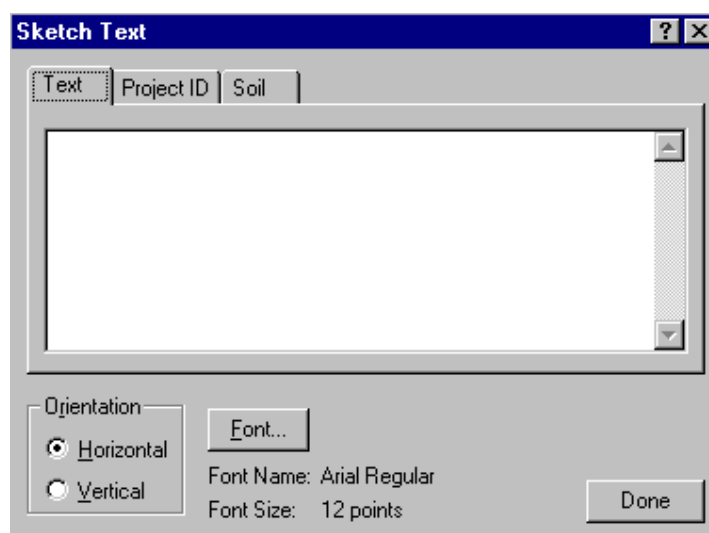 Sketch Text
Text Project ID Soil
Orientation
Horizontal
Vertical
Font...
Font Name: Arial Regular
Font Size: 12 points
Done